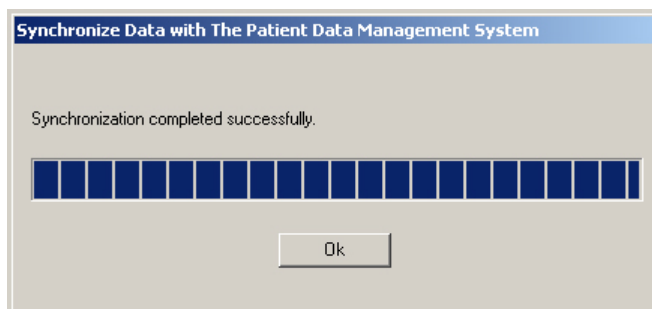 Synchronize Data with The Patient Data Management System
Synchronization completed successfully.
Ok